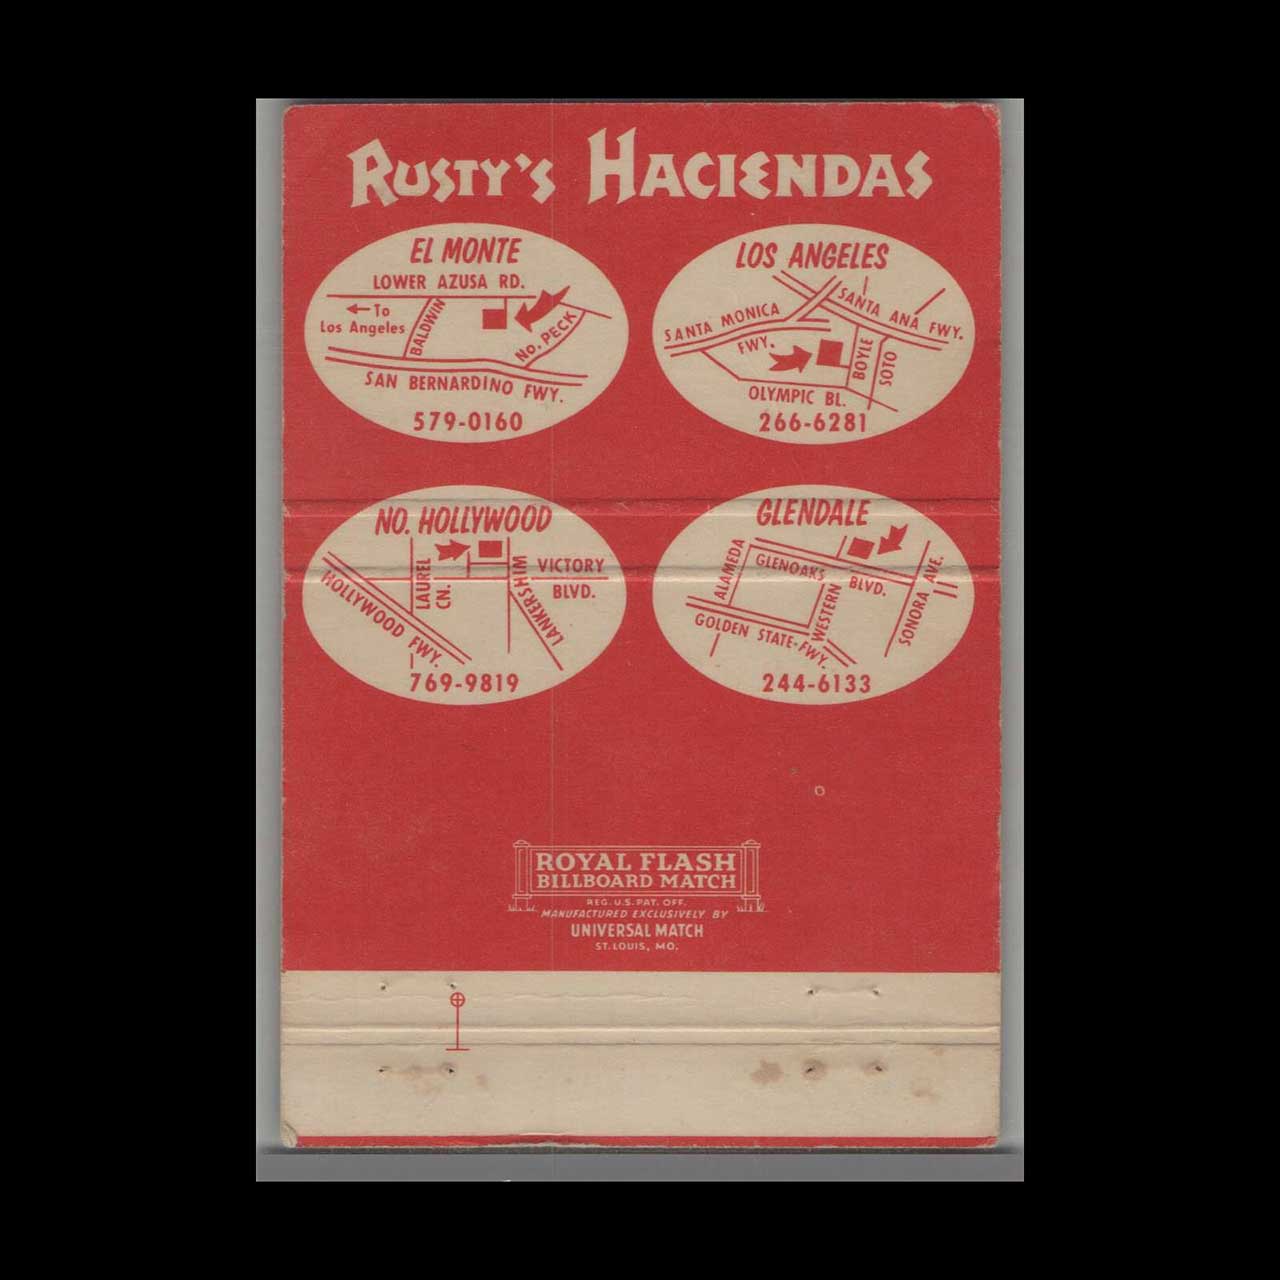 RUSTY'S HACIENDAS
EL MONTE
LOWER AZUSA RD.
←To
Los Angeles
BALDWIN
No. PECK
SAN BERNARDINO FWY.
579-0160
LOS ANGELES
SANTA MONICA
FWY.
SANTA ANA FWY.
BOYLE
SOTO
OLYMPIC BL.
266-6281
NO. HOLLYWOOD
LAUREL
CN.
VICTORY
BLVD.
LANKERSHIM
HOLLYWOOD FWY.
769-9819
GLENDALE
ALAMEDA
GLENOAKS BLVD.
WESTERN
SONORA AVE.
GOLDEN STATE-FWY.
244-6133
ROYAL FLASH
BILLBOARD MATCH
REG. U.S. PAT. OFF.
MANUFACTURED EXCLUSIVELY BY
UNIVERSAL MATCH
ST. LOUIS, MO.